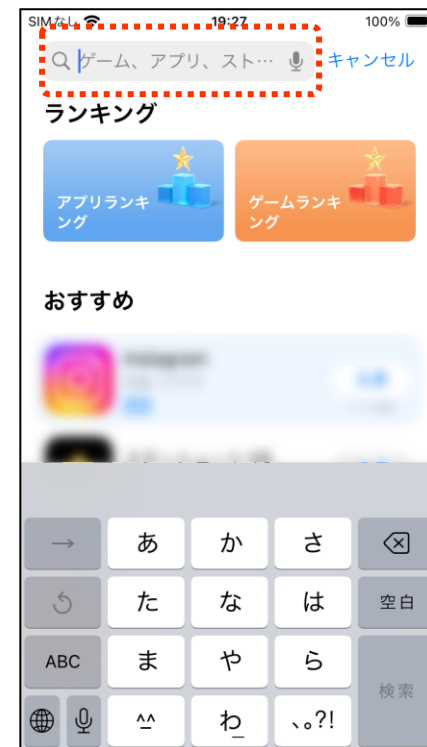 SIMなし 19:27 100%
ゲーム、アプリ、スト… キャンセル
ランキング
アプリランキ
ング
ゲームランキ
ング
おすすめ
→ あ か さ
た な は 空白
ABC ま や ら
検索
^^ わ 、。?!